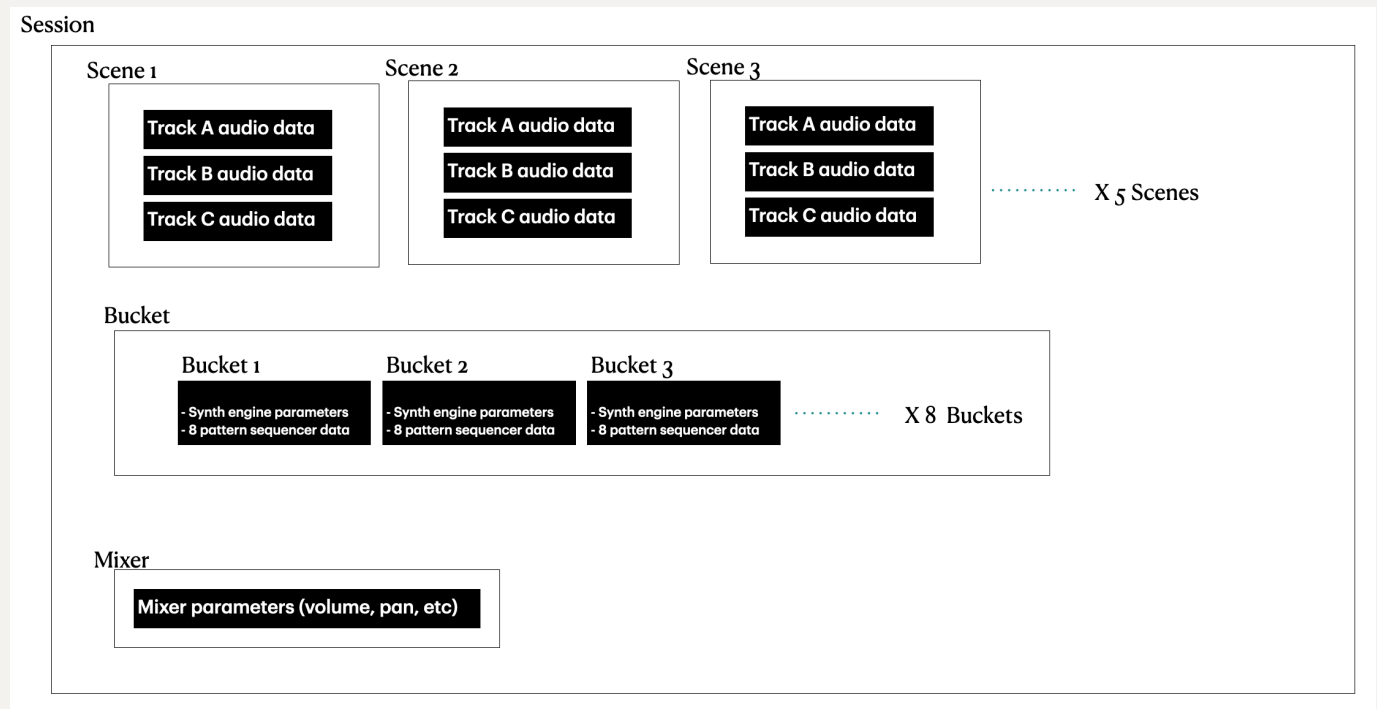 Session
Scene 1
Scene 2
Scene 3
Track A audio data
Track B audio data
Track C audio data
Track A audio data
Track B audio data
Track C audio data
Track A audio data
Track B audio data
Track C audio data
X 5 Scenes
Bucket
Bucket 1
- Synth engine parameters
- 8 pattern sequencer data
Bucket 2
- Synth engine parameters
- 8 pattern sequencer data
Bucket 3
- Synth engine parameters
- 8 pattern sequencer data
X 8 Buckets
Mixer
Mixer parameters (volume, pan, etc)